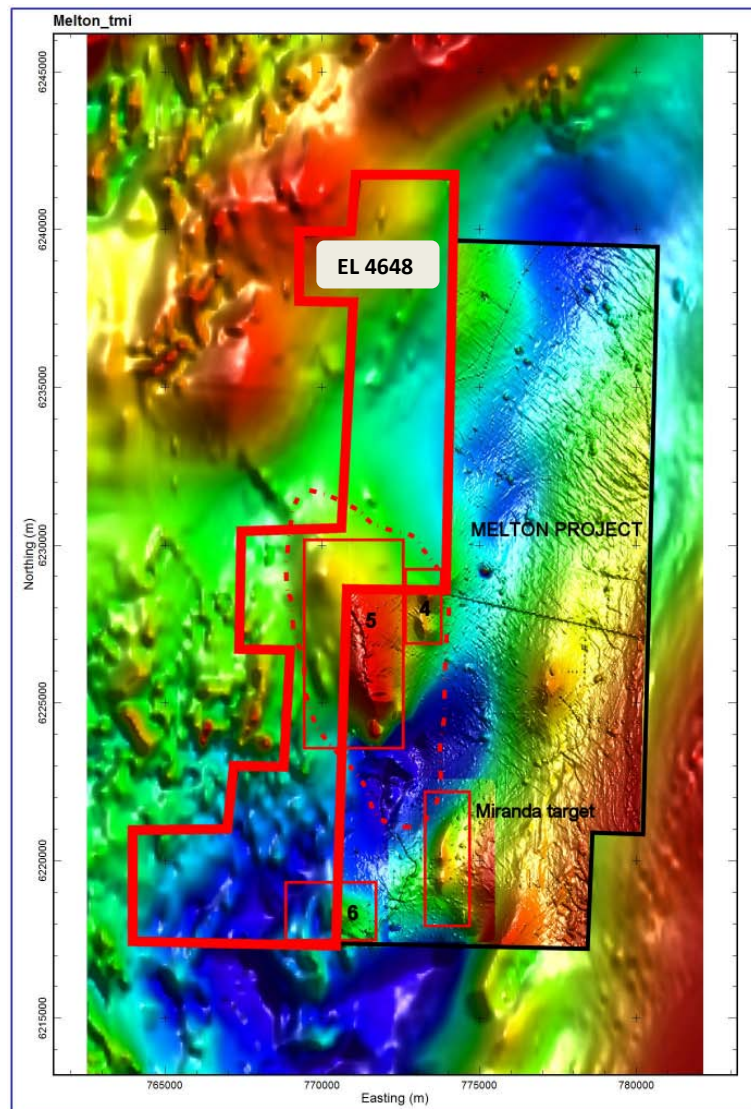 Melton_tmi
6245000
6240000
EL 4648
6235000
MELTON PROJECT
6230000
Northing (m)
5
4
6225000
Miranda target
6220000
6
6215000
765000
770000
775000
780000
Easting (m)